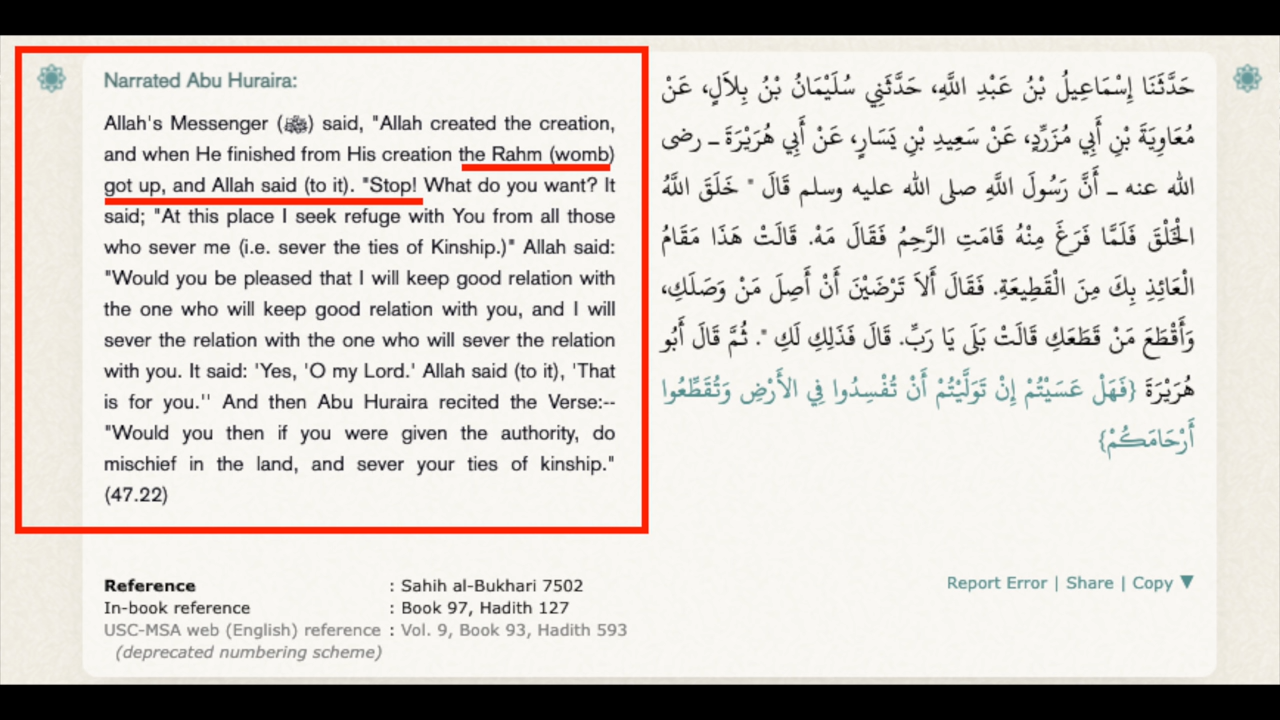 Narrated Abu Huraira:
Allah's Messenger (ﷺ) said, "Allah created the creation,
and when He finished from His creation the Rahm (womb)
got up, and Allah said (to it). "Stop! What do you want? It
said; "At this place I seek refuge with You from all those
who sever me (i.e. sever the ties of Kinship.)" Allah said:
"Would you be pleased that I will keep good relation with
the one who will keep good relation with you, and I will
sever the relation with the one who will sever the relation
with you. It said: 'Yes, 'O my Lord.' Allah said (to it), 'That
is for you.'' And then Abu Huraira recited the Verse:--
"Would you then if you were given the authority, do
mischief in the land, and sever your ties of kinship."
(47.22)
حَدَّثَنَا إِسْمَاعِيلُ بْنُ عَبْدِ اللَّهِ، حَدَّثَنِي سُلَيْمَانُ بْنُ بِلاَلٍ، عَنْ
مُعَاوِيَةَ بْنِ أَبِي مُزَرِّدٍ، عَنْ سَعِيدِ بْنِ يَسَارٍ، عَنْ أَبِي هُرَيْرَةَ ـ رضى
الله عنه ـ أَنَّ رَسُولَ اللَّهِ صلى الله عليه وسلم قَالَ " خَلَقَ اللَّهُ
الْخَلْقَ فَلَمَّا فَرَغَ مِنْهُ قَامَتِ الرَّحِمُ فَقَالَ مَهْ. قَالَتْ هَذَا مَقَامُ
الْعَائِذِ بِكَ مِنَ الْقَطِيعَةِ. فَقَالَ أَلاَ تَرْضَيْنَ أَنْ أَصِلَ مَنْ وَصَلَكِ،
وَأَقْطَعَ مَنْ قَطَعَكِ قَالَتْ بَلَى يَا رَبِّ. قَالَ فَذَلِكِ لَكِ ". ثُمَّ قَالَ أَبُو
هُرَيْرَةَ {فَهَلْ عَسَيْتُمْ إِنْ تَوَلَّيْتُمْ أَنْ تُفْسِدُوا فِي الأَرْضِ وَتُقَطِّعُوا
أَرْحَامَكُمْ}
Reference : Sahih al-Bukhari 7502
In-book reference : Book 97, Hadith 127
USC-MSA web (English) reference : Vol. 9, Book 93, Hadith 593
(deprecated numbering scheme)
Report Error | Share | Copy ▼